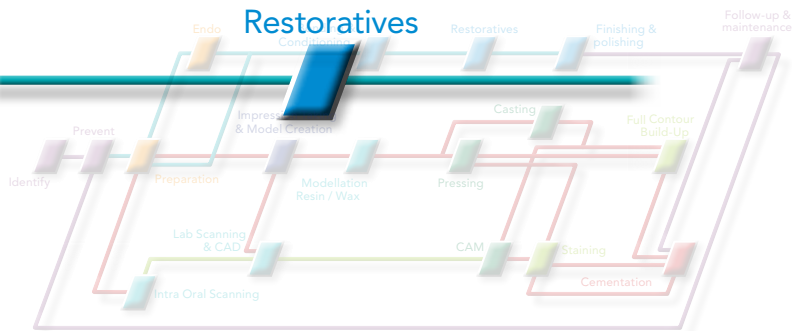 Restoratives
Follow-up &
maintenance
Endo
Conditioning
Restoratives
Finishing &
polishing
Casting
Full Contour
Build-Up
Prevent
Impress
& Model Creation
Identify
Preparation
Modellation
Resin / Wax
Pressing
Lab Scanning
& CAD
CAM
Staining
Cementation
Intra Oral Scanning